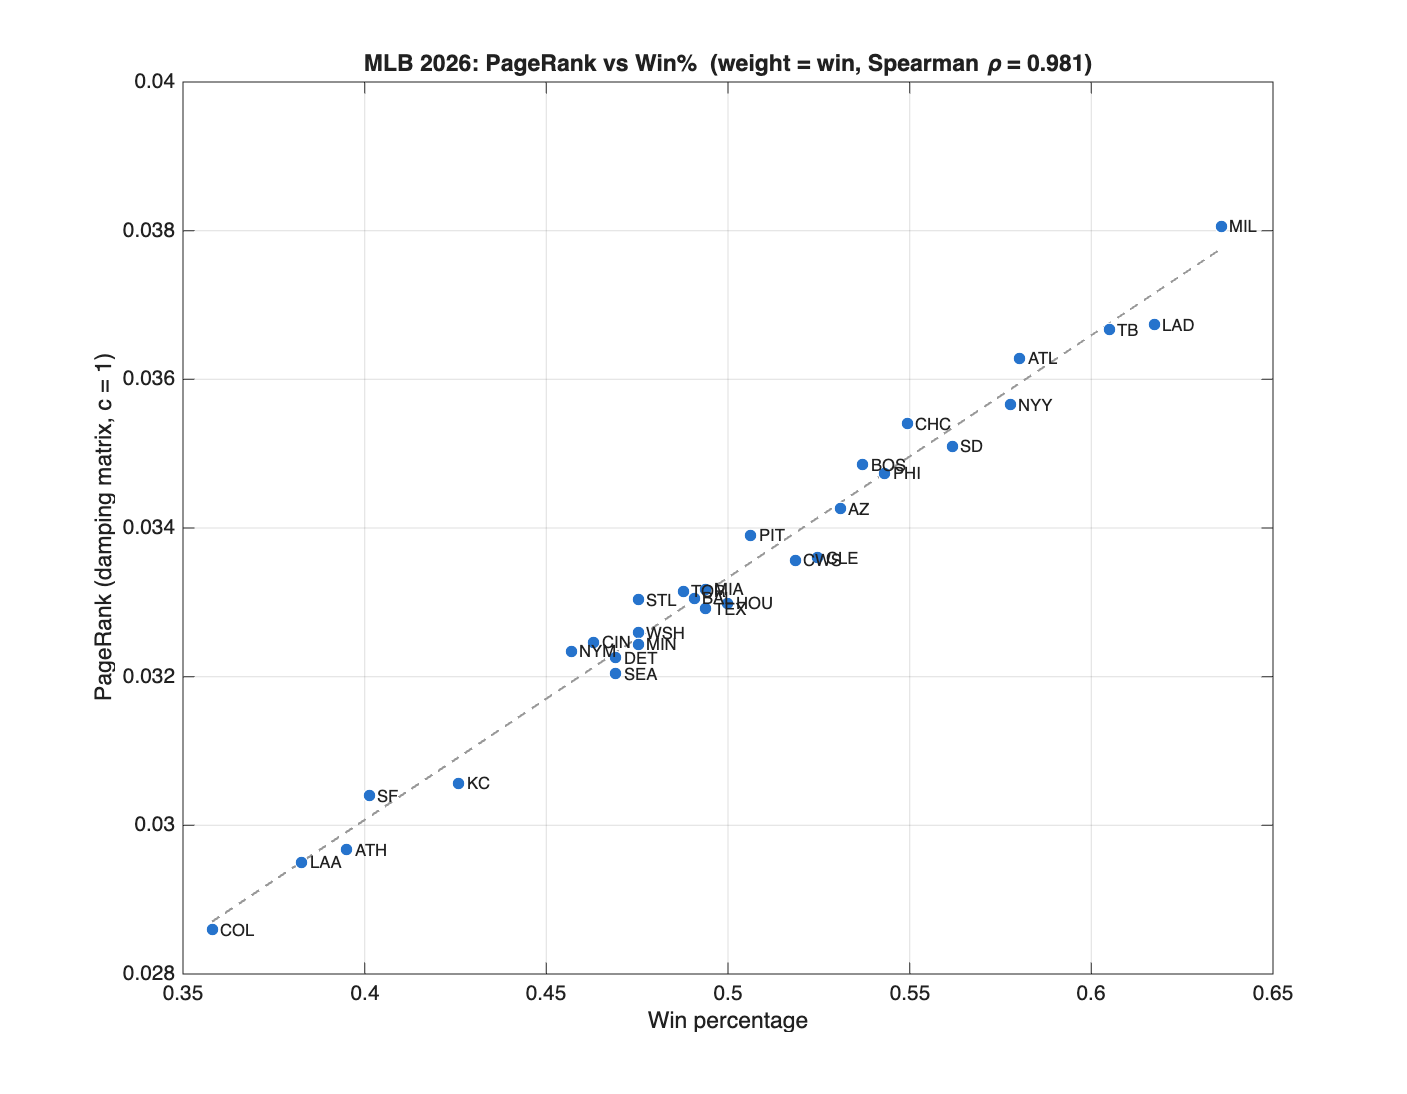 MLB 2026: PageRank vs Win% (weight = win, Spearman ρ = 0.981)
0.04
0.038
0.036
0.034
0.032
0.03
0.028
PageRank (damping matrix, c = 1)
MIL
LAD
TB
ATL
NYY
CHC
SD
BOS
PHI
AZ
PIT
CLE
CWS
MIA
TOR
BAL
HOU
TEX
STL
WSH
CIN
MIN
NYM
DET
SEA
KC
SF
ATH
LAA
COL
0.35
0.4
0.45
0.5
0.55
0.6
0.65
Win percentage